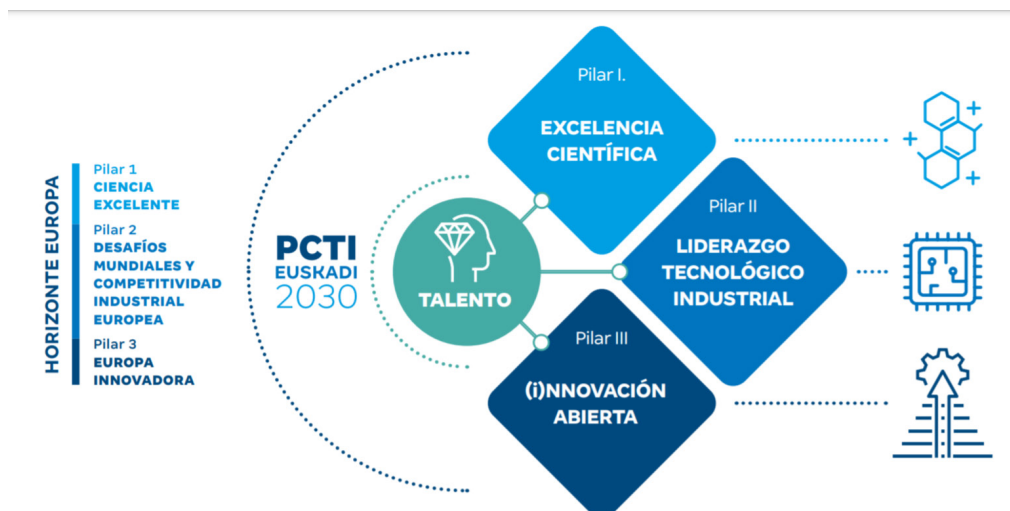 HORIZONTE EUROPA
Pilar 1
CIENCIA
EXCELENTE
Pilar 2
DESAFÍOS
MUNDIALES Y
COMPETITIVIDAD
INDUSTRIAL
EUROPEA
Pilar 3
EUROPA
INNOVADORA
PCTI
EUSKADI
2030
TALENTO
Pilar I.
EXCELENCIA
CIENTÍFICA
Pilar II
LIDERAZGO
TECNOLÓGICO
INDUSTRIAL
Pilar III
(i)NNOVACIÓN
ABIERTA